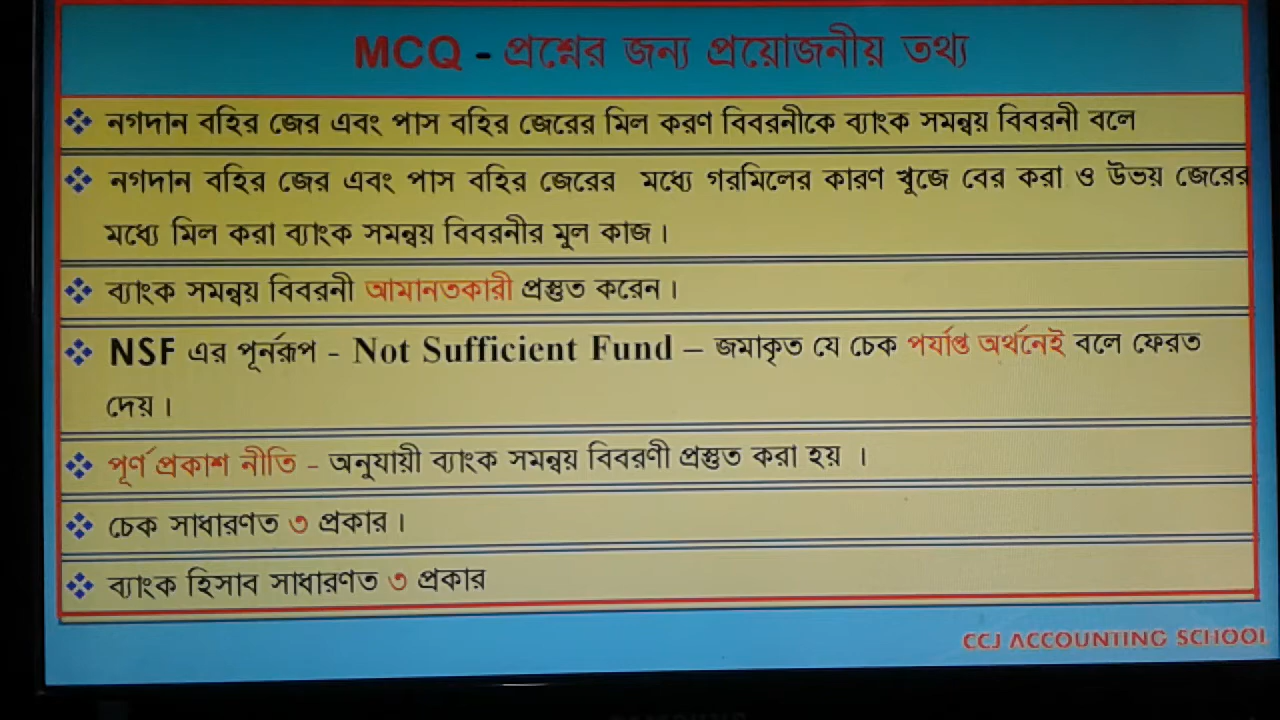 MCQ - প্রশ্নের জন্য প্রয়োজনীয় তথ্য
❖ নগদান বহির জের এবং পাস বহির জেরের মিল করণ বিবরনীকে ব্যাংক সমন্বয় বিবরনী বলে
❖ নগদান বহির জের এবং পাস বহির জেরের মধ্যে গরমিলের কারণ খুজে বের করা ও উভয় জেরের
মধ্যে মিল করা ব্যাংক সমন্বয় বিবরনীর মূল কাজ।
❖ ব্যাংক সমন্বয় বিবরনী আমানতকারী প্রস্তুত করেন।
❖ NSF এর পূর্নরূপ - Not Sufficient Fund – জমাকৃত যে চেক পর্যাপ্ত অর্থনেই বলে ফেরত
দেয়।
❖ পূর্ণ প্রকাশ নীতি - অনুযায়ী ব্যাংক সমন্বয় বিবরণী প্রস্তুত করা হয় ।
❖ চেক সাধারণত ৩ প্রকার।
❖ ব্যাংক হিসাব সাধারণত ৩ প্রকার
CCJ ACCOUNTING SCHOOL